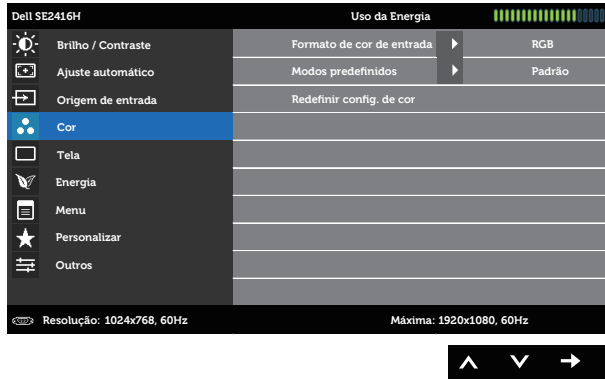 Dell SE2416H Uso da Energia
Brilho / Contraste Formato de cor de entrada RGB
Ajuste automático Modos predefinidos Padrão
Origem de entrada Redefinir config. de cor
Cor
Tela
Energia
Menu
Personalizar
Outros
Resolução: 1024x768, 60Hz Máxima: 1920x1080, 60Hz